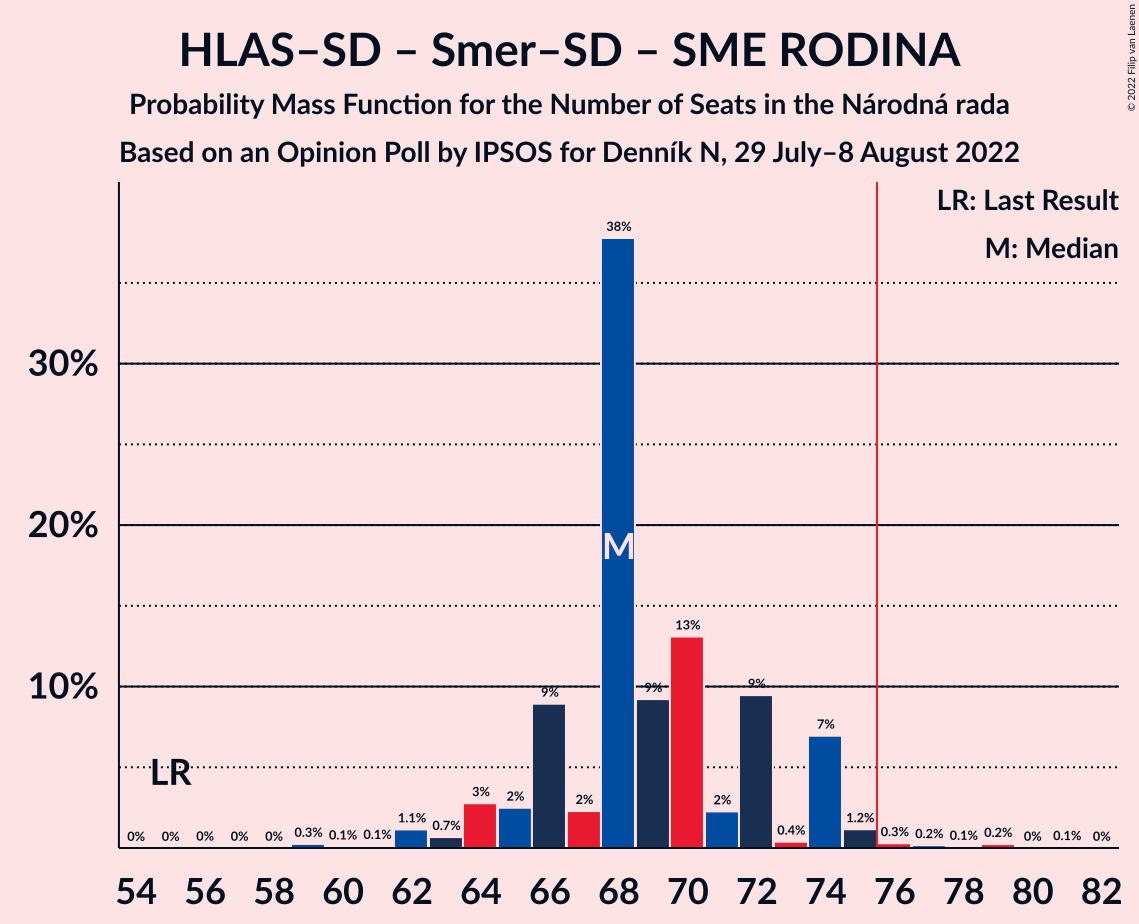 HLAS–SD – Smer–SD – SME RODINA
Probability Mass Function for the Number of Seats in the Národná rada
Based on an Opinion Poll by IPSOS for Denník N, 29 July–8 August 2022
© 2022 Filip van Laenen
LR: Last Result
M: Median
30%
20%
10%
LR
M
0% 0% 0% 0% 0% 0.3% 0.1% 0.1% 1.1% 0.7% 3% 2% 9% 2% 38% 9% 13% 2% 9% 0.4% 7% 1.2% 0.3% 0.2% 0.1% 0.2% 0% 0.1% 0%
54 56 58 60 62 64 66 68 70 72 74 76 78 80 82